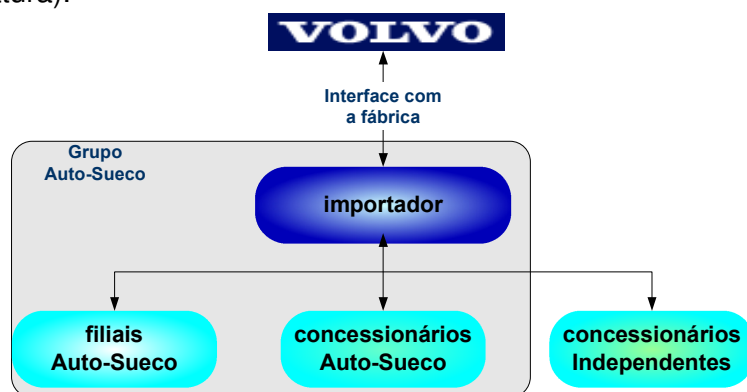 atura).
VOLVO
Interface com
a fábrica
Grupo
Auto-Sueco
importador
filiais
Auto-Sueco
concessionários
Auto-Sueco
concessionários
Independentes